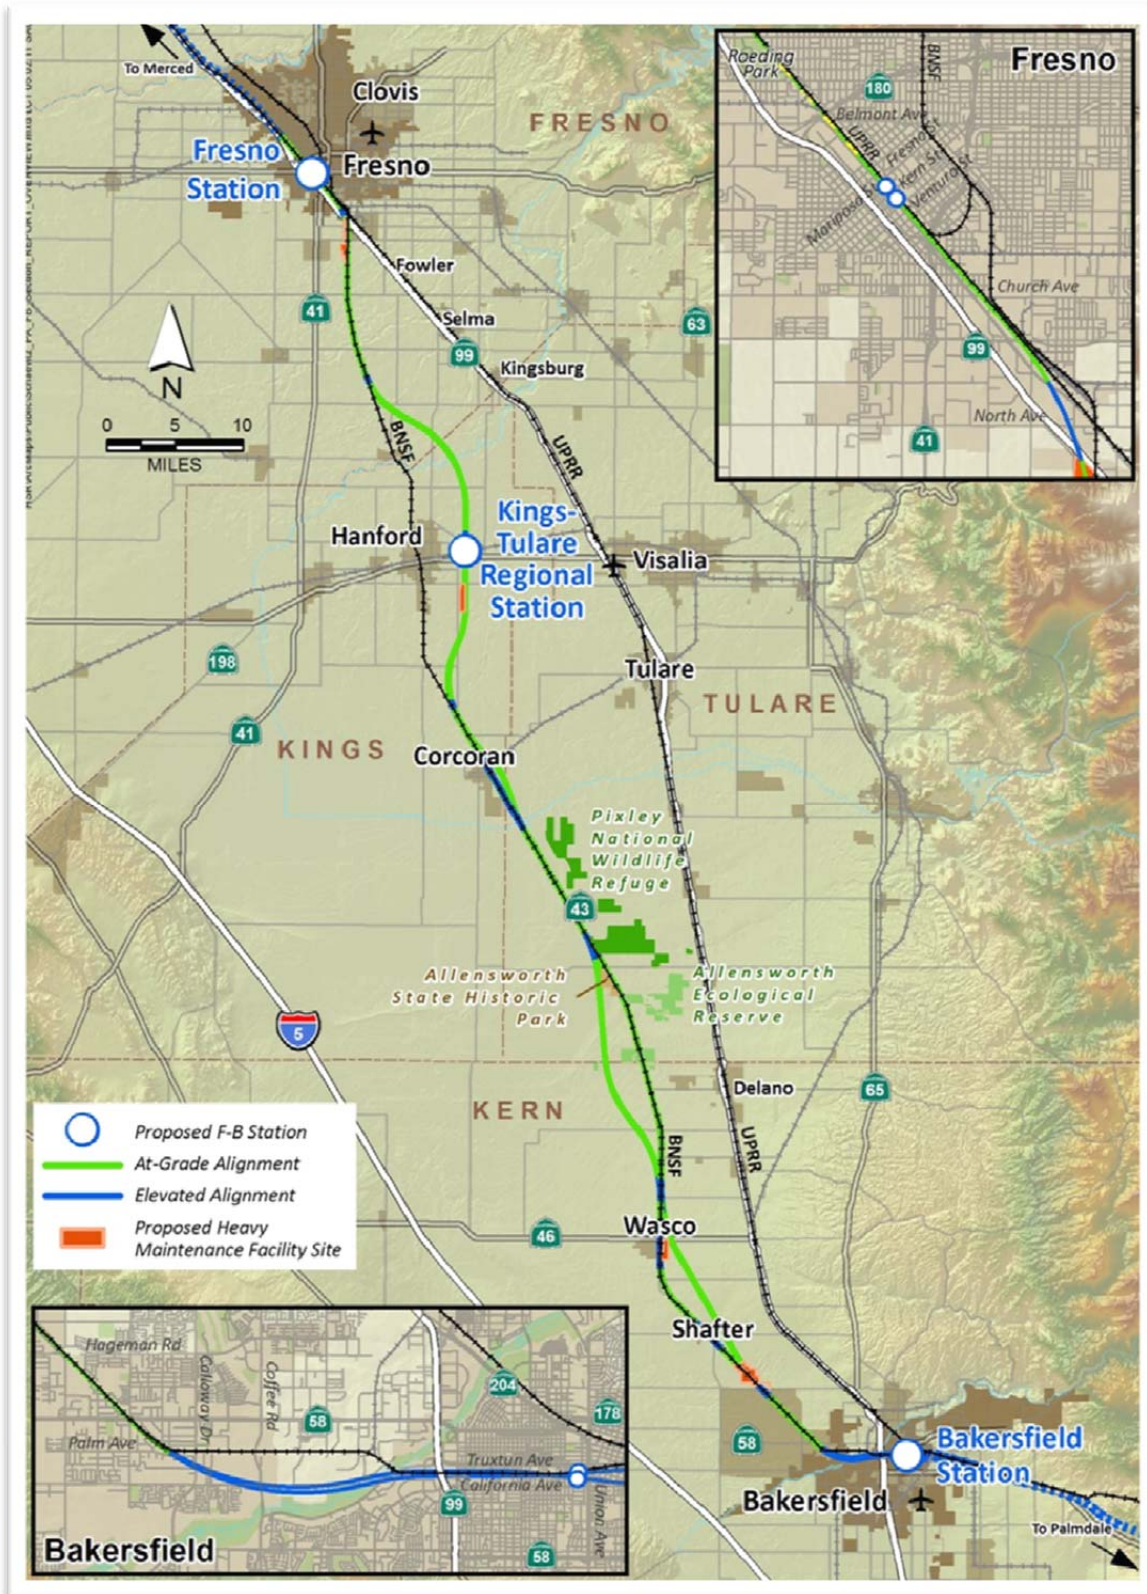 To Merced
Clovis
FRESNO
Fresno
Station
Fresno
Fowler
Selma
41
63
99
Kingsburg
N
0 5 10
MILES
BNSF
UPRR
Hanford
Kings-
Tulare
Regional
Station
Visalia
198
Tulare
TULARE
41
KINGS
Corcoran
Pixley
National
Wildlife
Refuge
43
Allensworth
State Historic
Park
Allensworth
Ecological
Reserve
5
KERN
Delano
65
BNSF
UPRR
Wasco
46
Shafter
58
Bakersfield
Station
Bakersfield
To Palmdale
Proposed F-B Station
At-Grade Alignment
Elevated Alignment
Proposed Heavy
Maintenance Facility Site
Fresno
Roeding
Park
BNSF
180
Belmont Ave
UPRR
Fresno St
Kern St
Mariposa St
Ventura St
Church Ave
99
North Ave
41
Hageman Rd
Calloway Dr
Coffee Rd
204
58
178
Palm Ave
Truxtun Ave
California Ave
99
Union Ave
58
Bakersfield